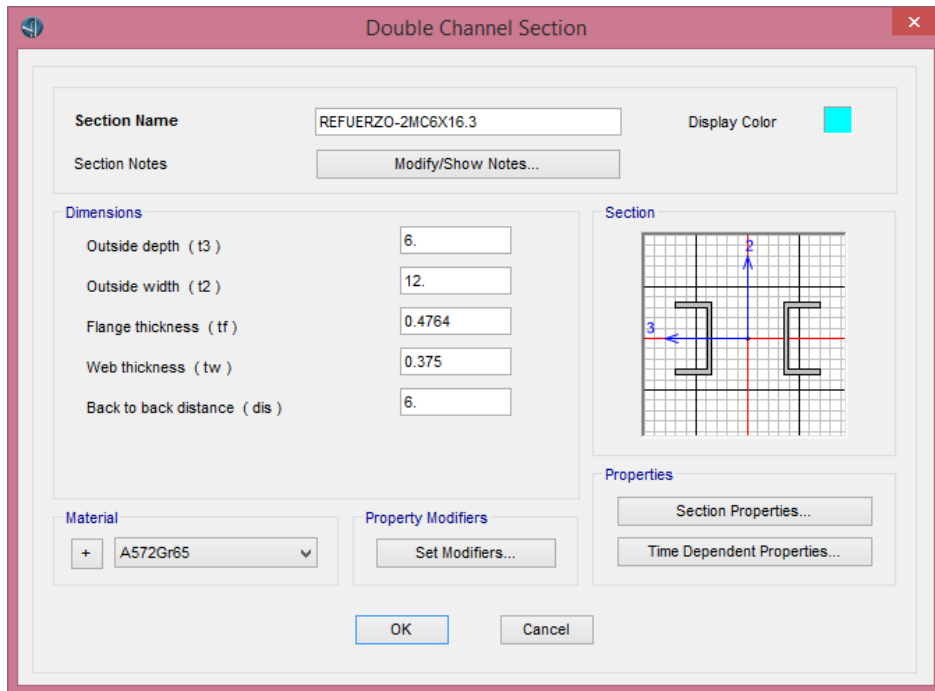 Double Channel Section
Section Name REFUERZO-2MC6X16.3 Display Color
Section Notes Modify/Show Notes...
Dimensions
Outside depth ( t3 ) 6.
Outside width ( t2 ) 12.
Flange thickness ( tf ) 0.4764
Web thickness ( tw ) 0.375
Back to back distance ( dis ) 6.
Section
2
3
Properties
Section Properties...
Time Dependent Properties...
Material
+ A572Gr65
Property Modifiers
Set Modifiers...
OK Cancel